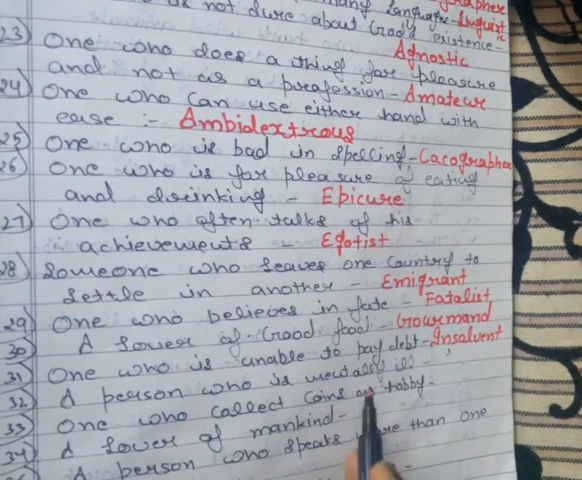 many languages - Linguist
not sure about God's existence -
Agnostic
23) One who does a thing for pleasure
and not as a profession - Amateur
24) One who can use either hand with
ease :- Ambidextrous
25) One who is bad in spelling - Cacographer
26) One who is for pleasure of eating
and drinking - Epicure
27) One who often talks of his
achievements - Egotist
28) Someone who leaves one country to
settle in another - Emigrant
29) One who believes in fate - Fatalist
30) A lover of Good food - Gourmand
31) One who is unable to pay debt - Insolvent
32) A person who is mentally ill
33) One who collect coins as hobby -
34) A lover of mankind -
A person who speaks more than one